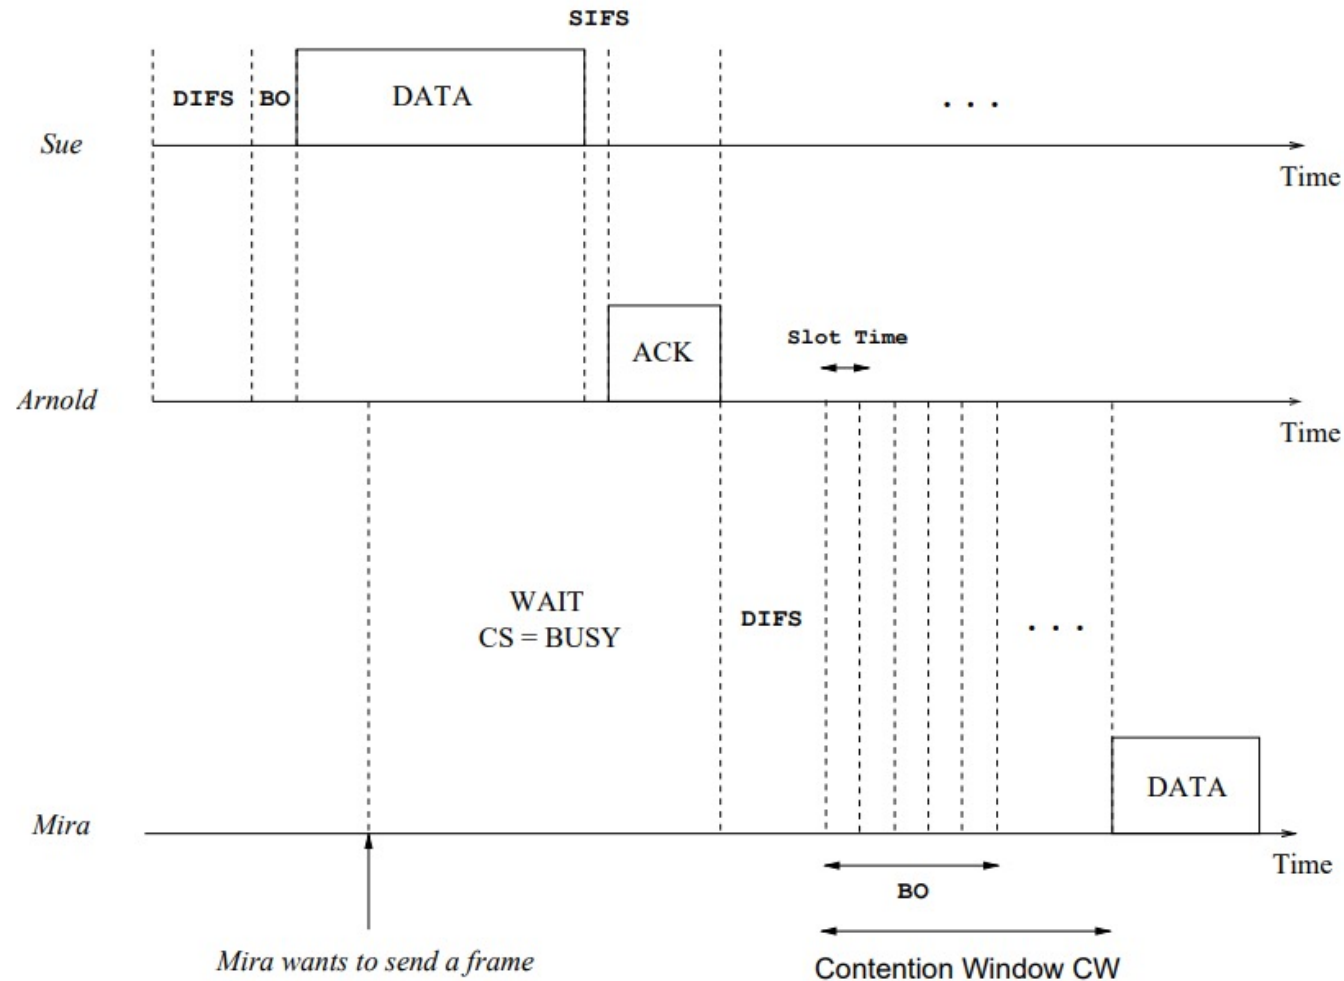 SIFS
DIFS BO DATA . . .
Sue
Time
Slot Time
ACK
Arnold
Time
WAIT
CS = BUSY
DIFS . . .
DATA
Mira
Time
BO
Mira wants to send a frame
Contention Window CW